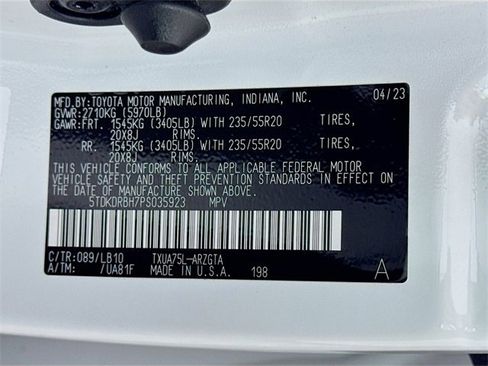 MFD.BY:TOYOTA MOTOR MANUFACTURING, INDIANA, INC. 04/23
GVWR:2710KG (5970LB)
GAWR:FRT. 1545KG (3405LB) WITH 235/55R20 TIRES,
20X8J RIMS.
RR. 1545KG (3405LB) WITH 235/55R20 TIRES,
20X8J RIMS.
THIS VEHICLE CONFORMS TO ALL APPLICABLE FEDERAL MOTOR
VEHICLE SAFETY AND THEFT PREVENTION STANDARDS IN EFFECT
ON THE DATE OF MANUFACTURE SHOWN ABOVE.
5TDKDRBH7PS035923 MPV
C/TR:089/LB10 TXUA75L-ARZGTA
A/TM: /UA81F MADE IN U.S.A. 198 A